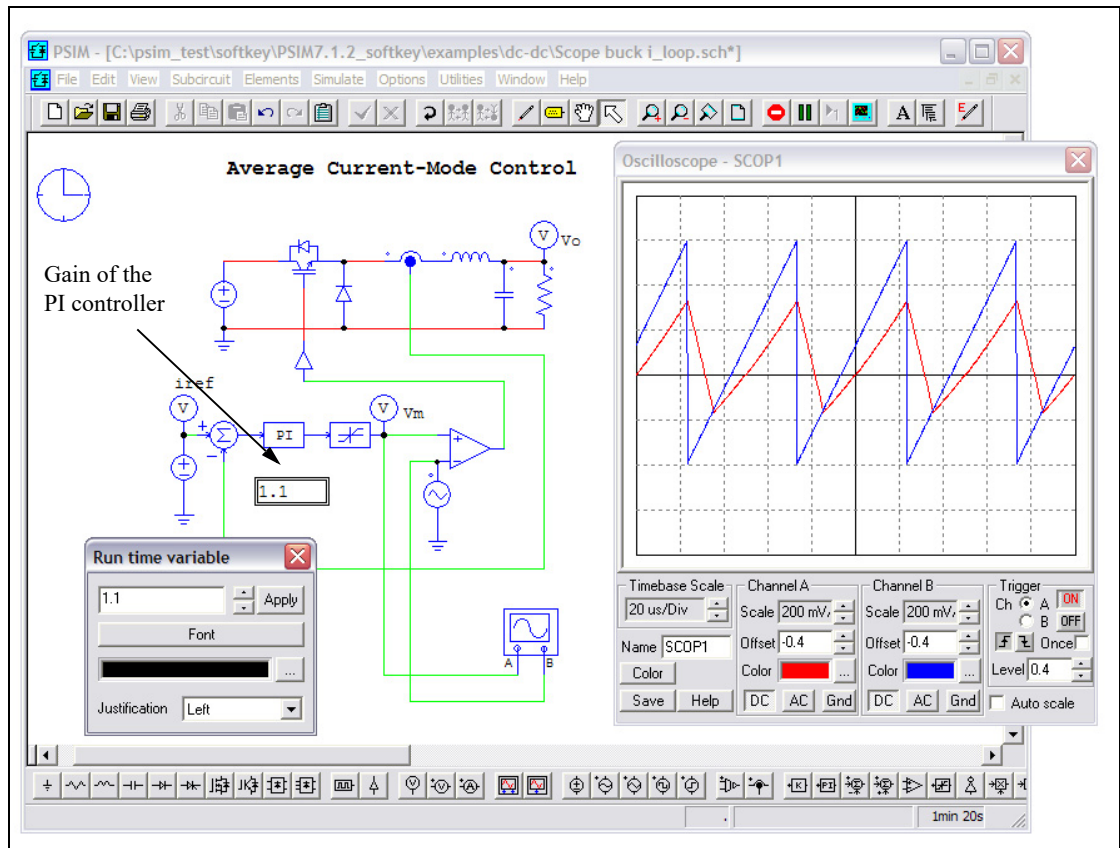 PSIM - [C:\psim_test\softkey\PSIM7.1.2_softkey\examples\dc-dc\Scope buck i_loop.sch*]
File Edit View Subcircuit Elements Simulate Options Utilities Window Help
Average Current-Mode Control
V
Vo
Gain of the
PI controller
iref
V
V
Vm
PI
1.1
A
B
Run time variable
1.1
Apply
Font
...
Justification
Left
Oscilloscope - SCOP1
Timebase Scale
20 us/Div
Name SCOP1
Color
Save
Help
Channel A
Scale 200 mV/
Offset -0.4
Color
...
DC AC Gnd
Channel B
Scale 200 mV/
Offset -0.4
Color
...
DC AC Gnd
Trigger
Ch A ON
B OFF
Once
Level 0.4
Auto scale
K
PI
1min 20s